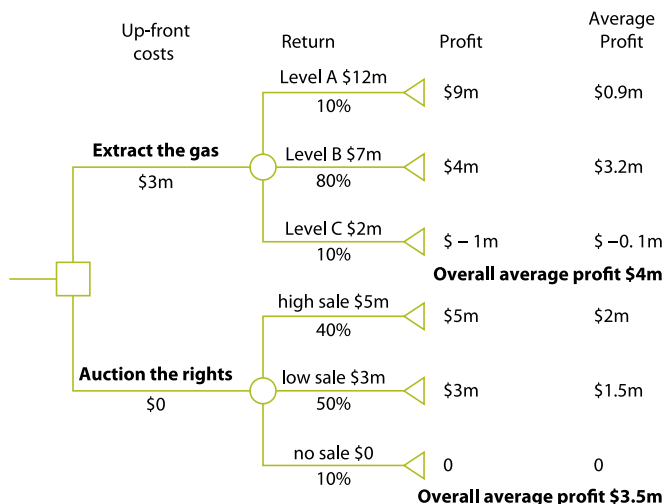 Up-front costs
Return
Profit
Average Profit
Level A $12m
10%
$9m
$0.9m
Extract the gas
$3m
Level B $7m
80%
$4m
$3.2m
Level C $2m
10%
$ – 1m
$ –0. 1m
Overall average profit $4m
high sale $5m
40%
$5m
$2m
Auction the rights
$0
low sale $3m
50%
$3m
$1.5m
no sale $0
10%
0
0
Overall average profit $3.5m